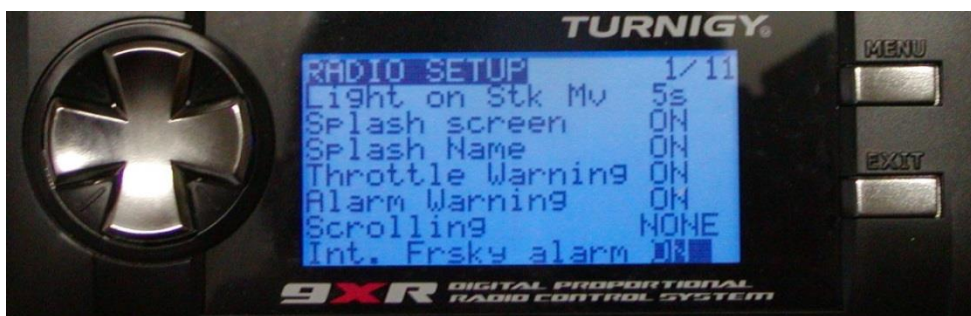 TURNIGY®
MENU
RADIO SETUP 1/11
Light on Stk Mv 5s
Splash screen ON
Splash Name ON
Throttle Warning ON
Alarm Warning ON
Scrolling NONE
Int. Frsky alarm ON
EXIT
9XR DIGITAL PROPORTIONAL
RADIO CONTROL SYSTEM